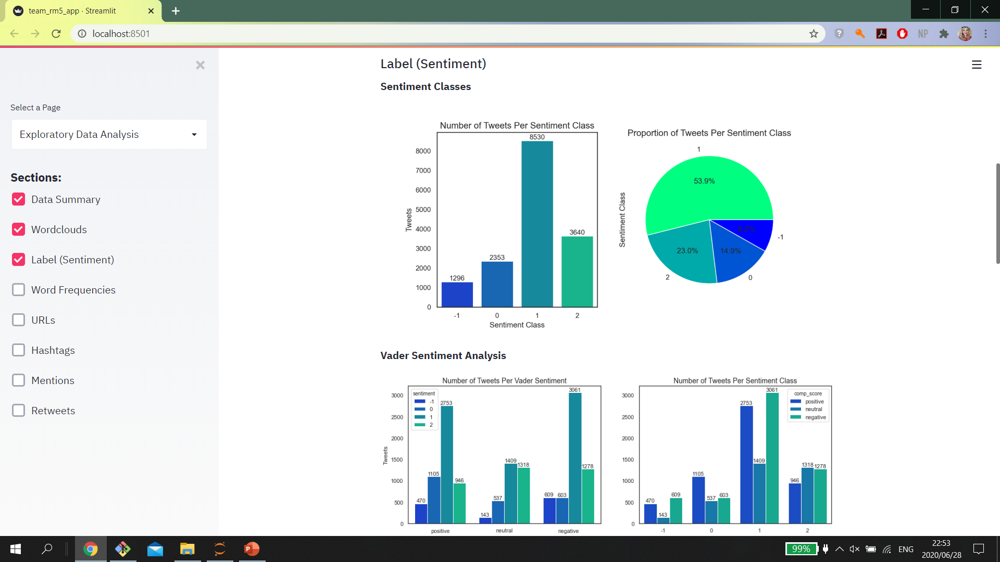 team_rm5_app · Streamlit
localhost:8501
NP
Select a Page
Exploratory Data Analysis
Sections:
Data Summary
Wordclouds
Label (Sentiment)
Word Frequencies
URLs
Hashtags
Mentions
Retweets
Label (Sentiment)
Sentiment Classes
Number of Tweets Per Sentiment Class
8530
8000
7000
6000
5000
4000
3000
2000
1000
0
Tweets
1296
2353
3640
-1 0 1 2
Sentiment Class
Proportion of Tweets Per Sentiment Class
Sentiment Class
1
53.9%
8.2%
-1
23.0%
14.9%
2
0
Vader Sentiment Analysis
Number of Tweets Per Vader Sentiment
sentiment
-1
0
1
2
3000
2500
2000
1500
1000
500
0
Tweets
470
1105
2753
946
143
537
1409
1318
609
603
3061
1278
positive neutral negative
Number of Tweets Per Sentiment Class
comp_score
positive
neutral
negative
3000
2500
2000
1500
1000
500
0
470
143
609
1105
537
603
2753
1409
3061
946
1318
1278
-1 0 1 2
99%
ENG
22:53
2020/06/28